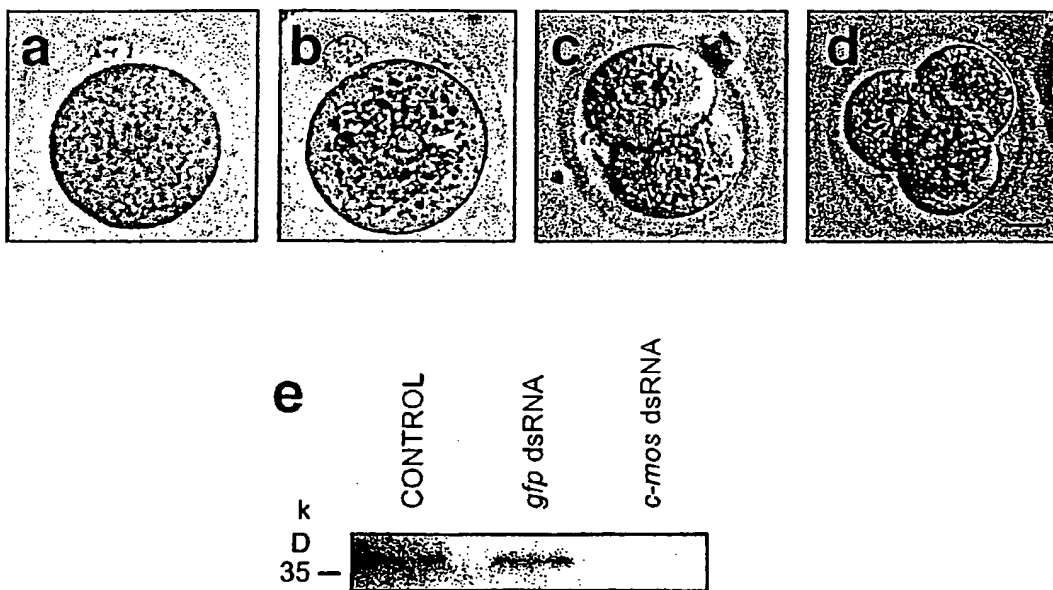 a b c d
e
CONTROL
gfp dsRNA
c-mos dsRNA
k
D
35 –